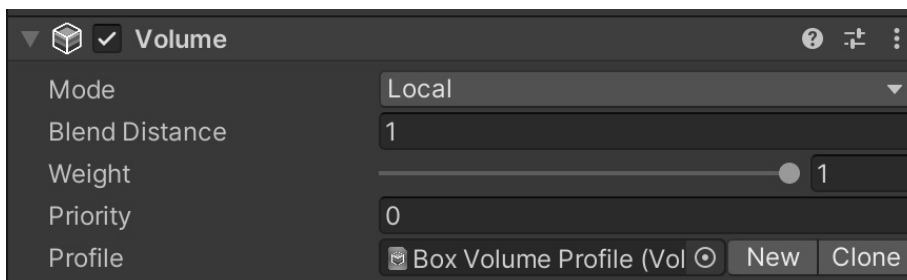 Volume
Mode Local
Blend Distance 1
Weight 1
Priority 0
Profile Box Volume Profile (Vol New Clone